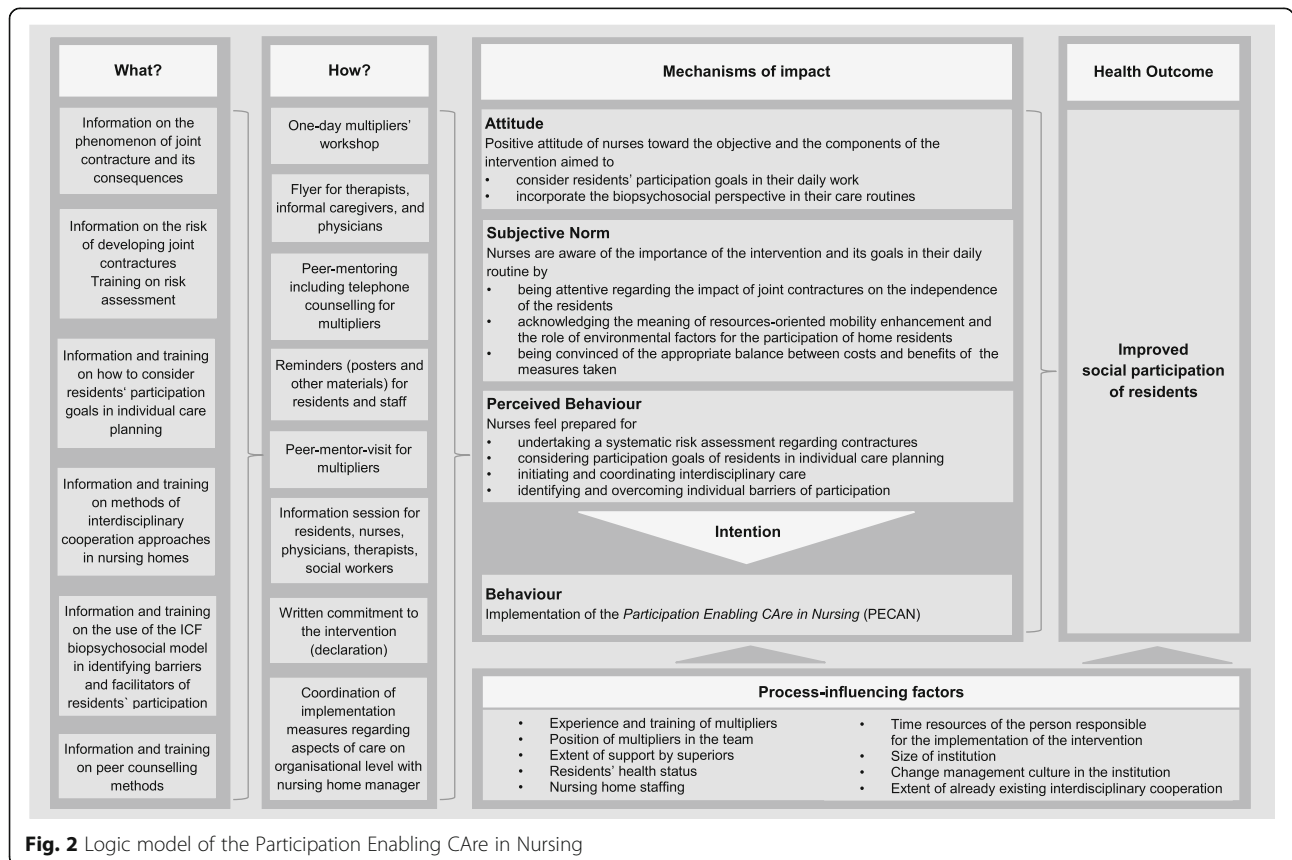 What?
Information on the
phenomenon of joint
contracture and its
consequences
Information on the risk
of developing joint
contractures
Training on risk
assessment
Information and training
on how to consider
residents‘ participation
goals in individual care
planning
Information and training
on methods of
interdisciplinary
cooperation approaches
in nursing homes
Information and training
on the use of the ICF
biopsychosocial model
in identifying barriers
and facilitators of
residents` participation
Information and training
on peer counselling
methods
How?
One-day multipliers’
workshop
Flyer for therapists,
informal caregivers, and
physicians
Peer-mentoring
including telephone
counselling for
multipliers
Reminders (posters and
other materials) for
residents and staff
Peer-mentor-visit for
multipliers
Information session for
residents, nurses,
physicians, therapists,
social workers
Written commitment to
the intervention
(declaration)
Coordination of
implementation
measures regarding
aspects of care on
organisational level with
nursing home manager
Mechanisms of impact
Attitude
Positive attitude of nurses toward the objective and the components of the
intervention aimed to
• consider residents’ participation goals in their daily work
• incorporate the biopsychosocial perspective in their care routines
Subjective Norm
Nurses are aware of the importance of the intervention and its goals in their daily
routine by
• being attentive regarding the impact of joint contractures on the independence
of the residents
• acknowledging the meaning of resources-oriented mobility enhancement and
the role of environmental factors for the participation of home residents
• being convinced of the appropriate balance between costs and benefits of the
measures taken
Perceived Behaviour
Nurses feel prepared for
• undertaking a systematic risk assessment regarding contractures
• considering participation goals of residents in individual care planning
• initiating and coordinating interdisciplinary care
• identifying and overcoming individual barriers of participation
Intention
Behaviour
Implementation of the Participation Enabling CAre in Nursing (PECAN)
Health Outcome
Improved
social participation
of residents
Process-influencing factors
• Experience and training of multipliers
• Position of multipliers in the team
• Extent of support by superiors
• Residents’ health status
• Nursing home staffing
• Time resources of the person responsible
for the implementation of the intervention
• Size of institution
• Change management culture in the institution
• Extent of already existing interdisciplinary cooperation
Fig. 2 Logic model of the Participation Enabling CAre in Nursing